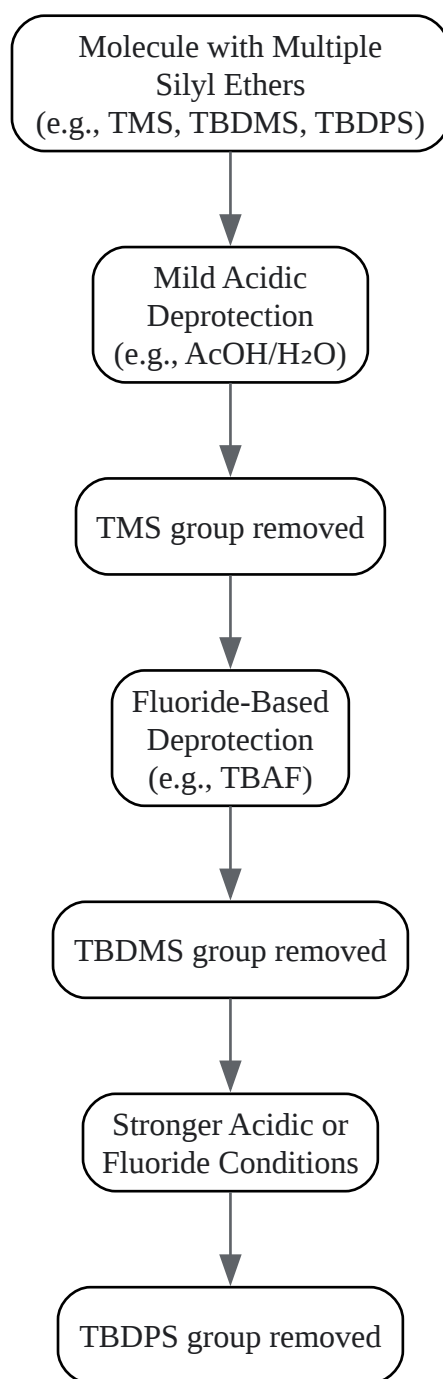 Molecule with Multiple
Silyl Ethers
(e.g., TMS, TBDMS, TBDPS)
Mild Acidic
Deprotection
(e.g., AcOH/H₂O)
TMS group removed
Fluoride-Based
Deprotection
(e.g., TBAF)
TBDMS group removed
Stronger Acidic or
Fluoride Conditions
TBDPS group removed